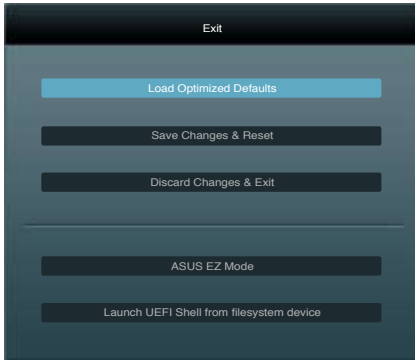 Exit
Load Optimized Defaults
Save Changes & Reset
Discard Changes & Exit
ASUS EZ Mode
Launch UEFI Shell from filesystem device